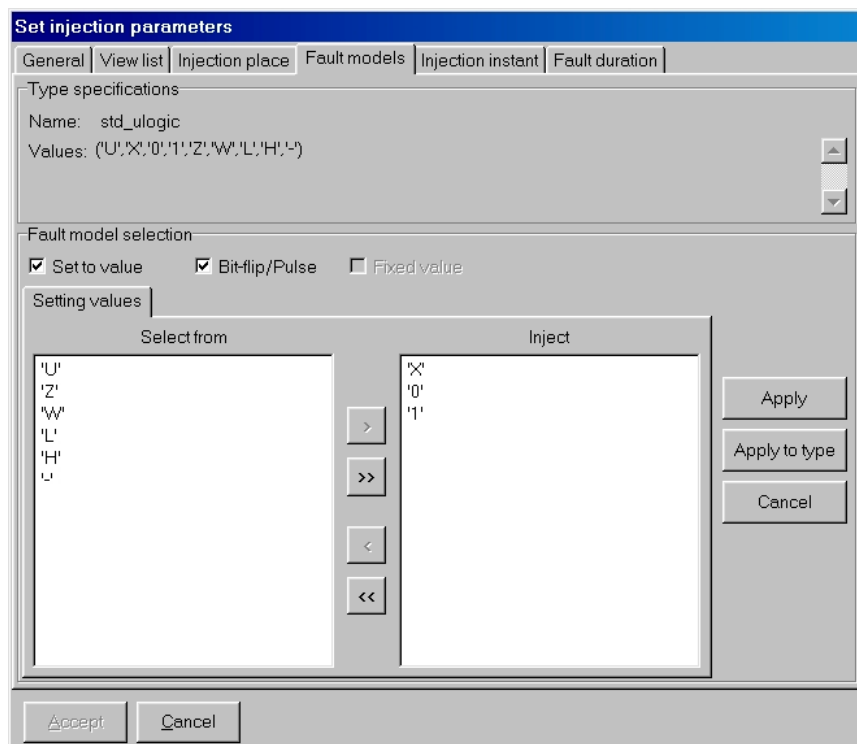 Set injection parameters
General View list Injection place Fault models Injection instant Fault duration
Type specifications
Name: std_ulogic
Values: ('U','X','0','1','Z','W','L','H','-')
Fault model selection
Set to value Bit-flip/Pulse Fixed value
Setting values
Select from Inject
'U' 'X'
'Z' '0'
'W' '1'
'L'
'H'
'-'
>
>>
<
<<
Apply
Apply to type
Cancel
Accept Cancel